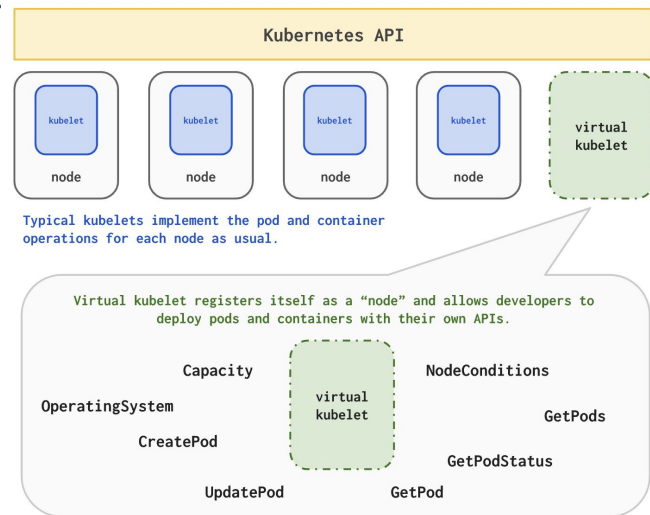 Kubernetes API
kubelet
kubelet
kubelet
kubelet
virtual
kubelet
node
node
node
node
Typical kubelets implement the pod and container
operations for each node as usual.
Virtual kubelet registers itself as a “node” and allows developers to
deploy pods and containers with their own APIs.
Capacity
NodeConditions
virtual
kubelet
OperatingSystem
GetPods
CreatePod
GetPodStatus
UpdatePod
GetPod